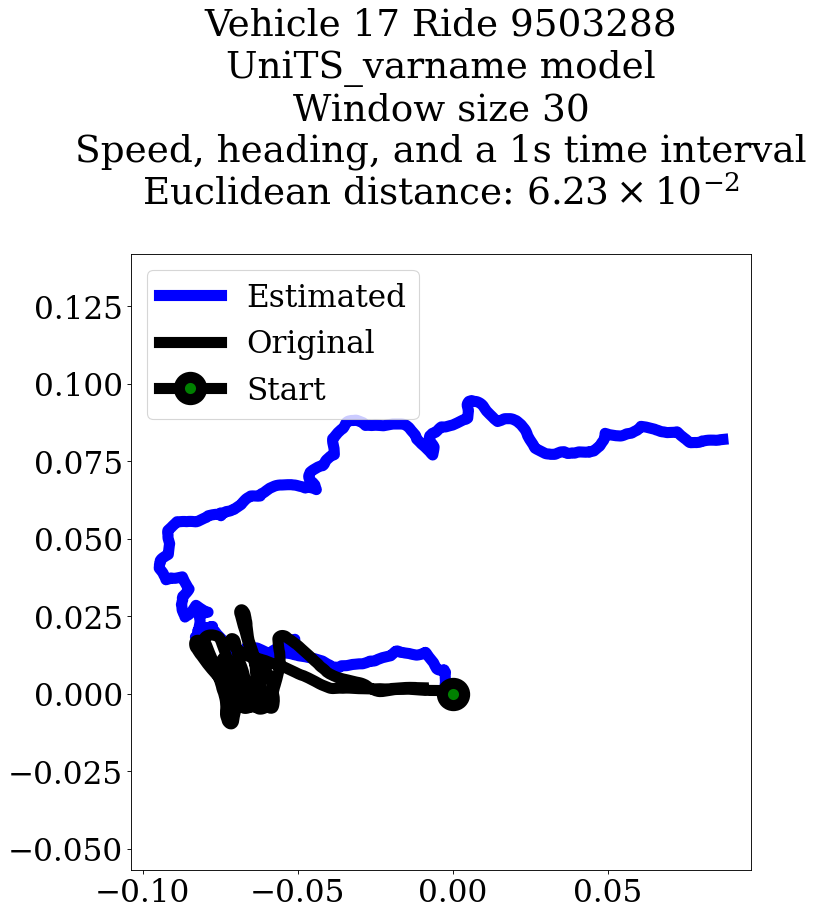 Vehicle 17 Ride 9503288
UniTS_varname model
Window size 30
Speed, heading, and a 1s time interval
Euclidean distance: 6.23 × 10⁻²
Estimated
Original
Start
0.125
0.100
0.075
0.050
0.025
0.000
−0.025
−0.050
−0.10 −0.05 0.00 0.05